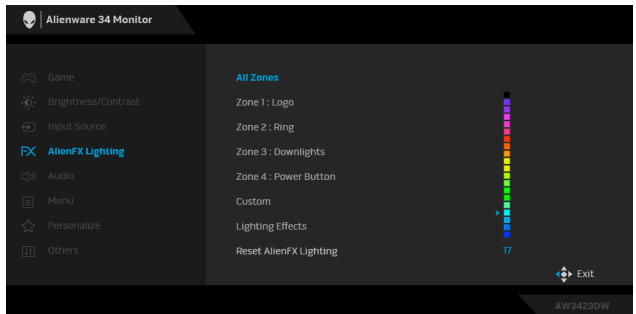 Alienware 34 Monitor
Game
Brightness/Contrast
Input Source
FX AlienFX Lighting
Audio
Menu
Personalize
Others
All Zones
Zone 1 : Logo
Zone 2 : Ring
Zone 3 : Downlights
Zone 4 : Power Button
Custom
Lighting Effects
Reset AlienFX Lighting
17
Exit
AW3423DW